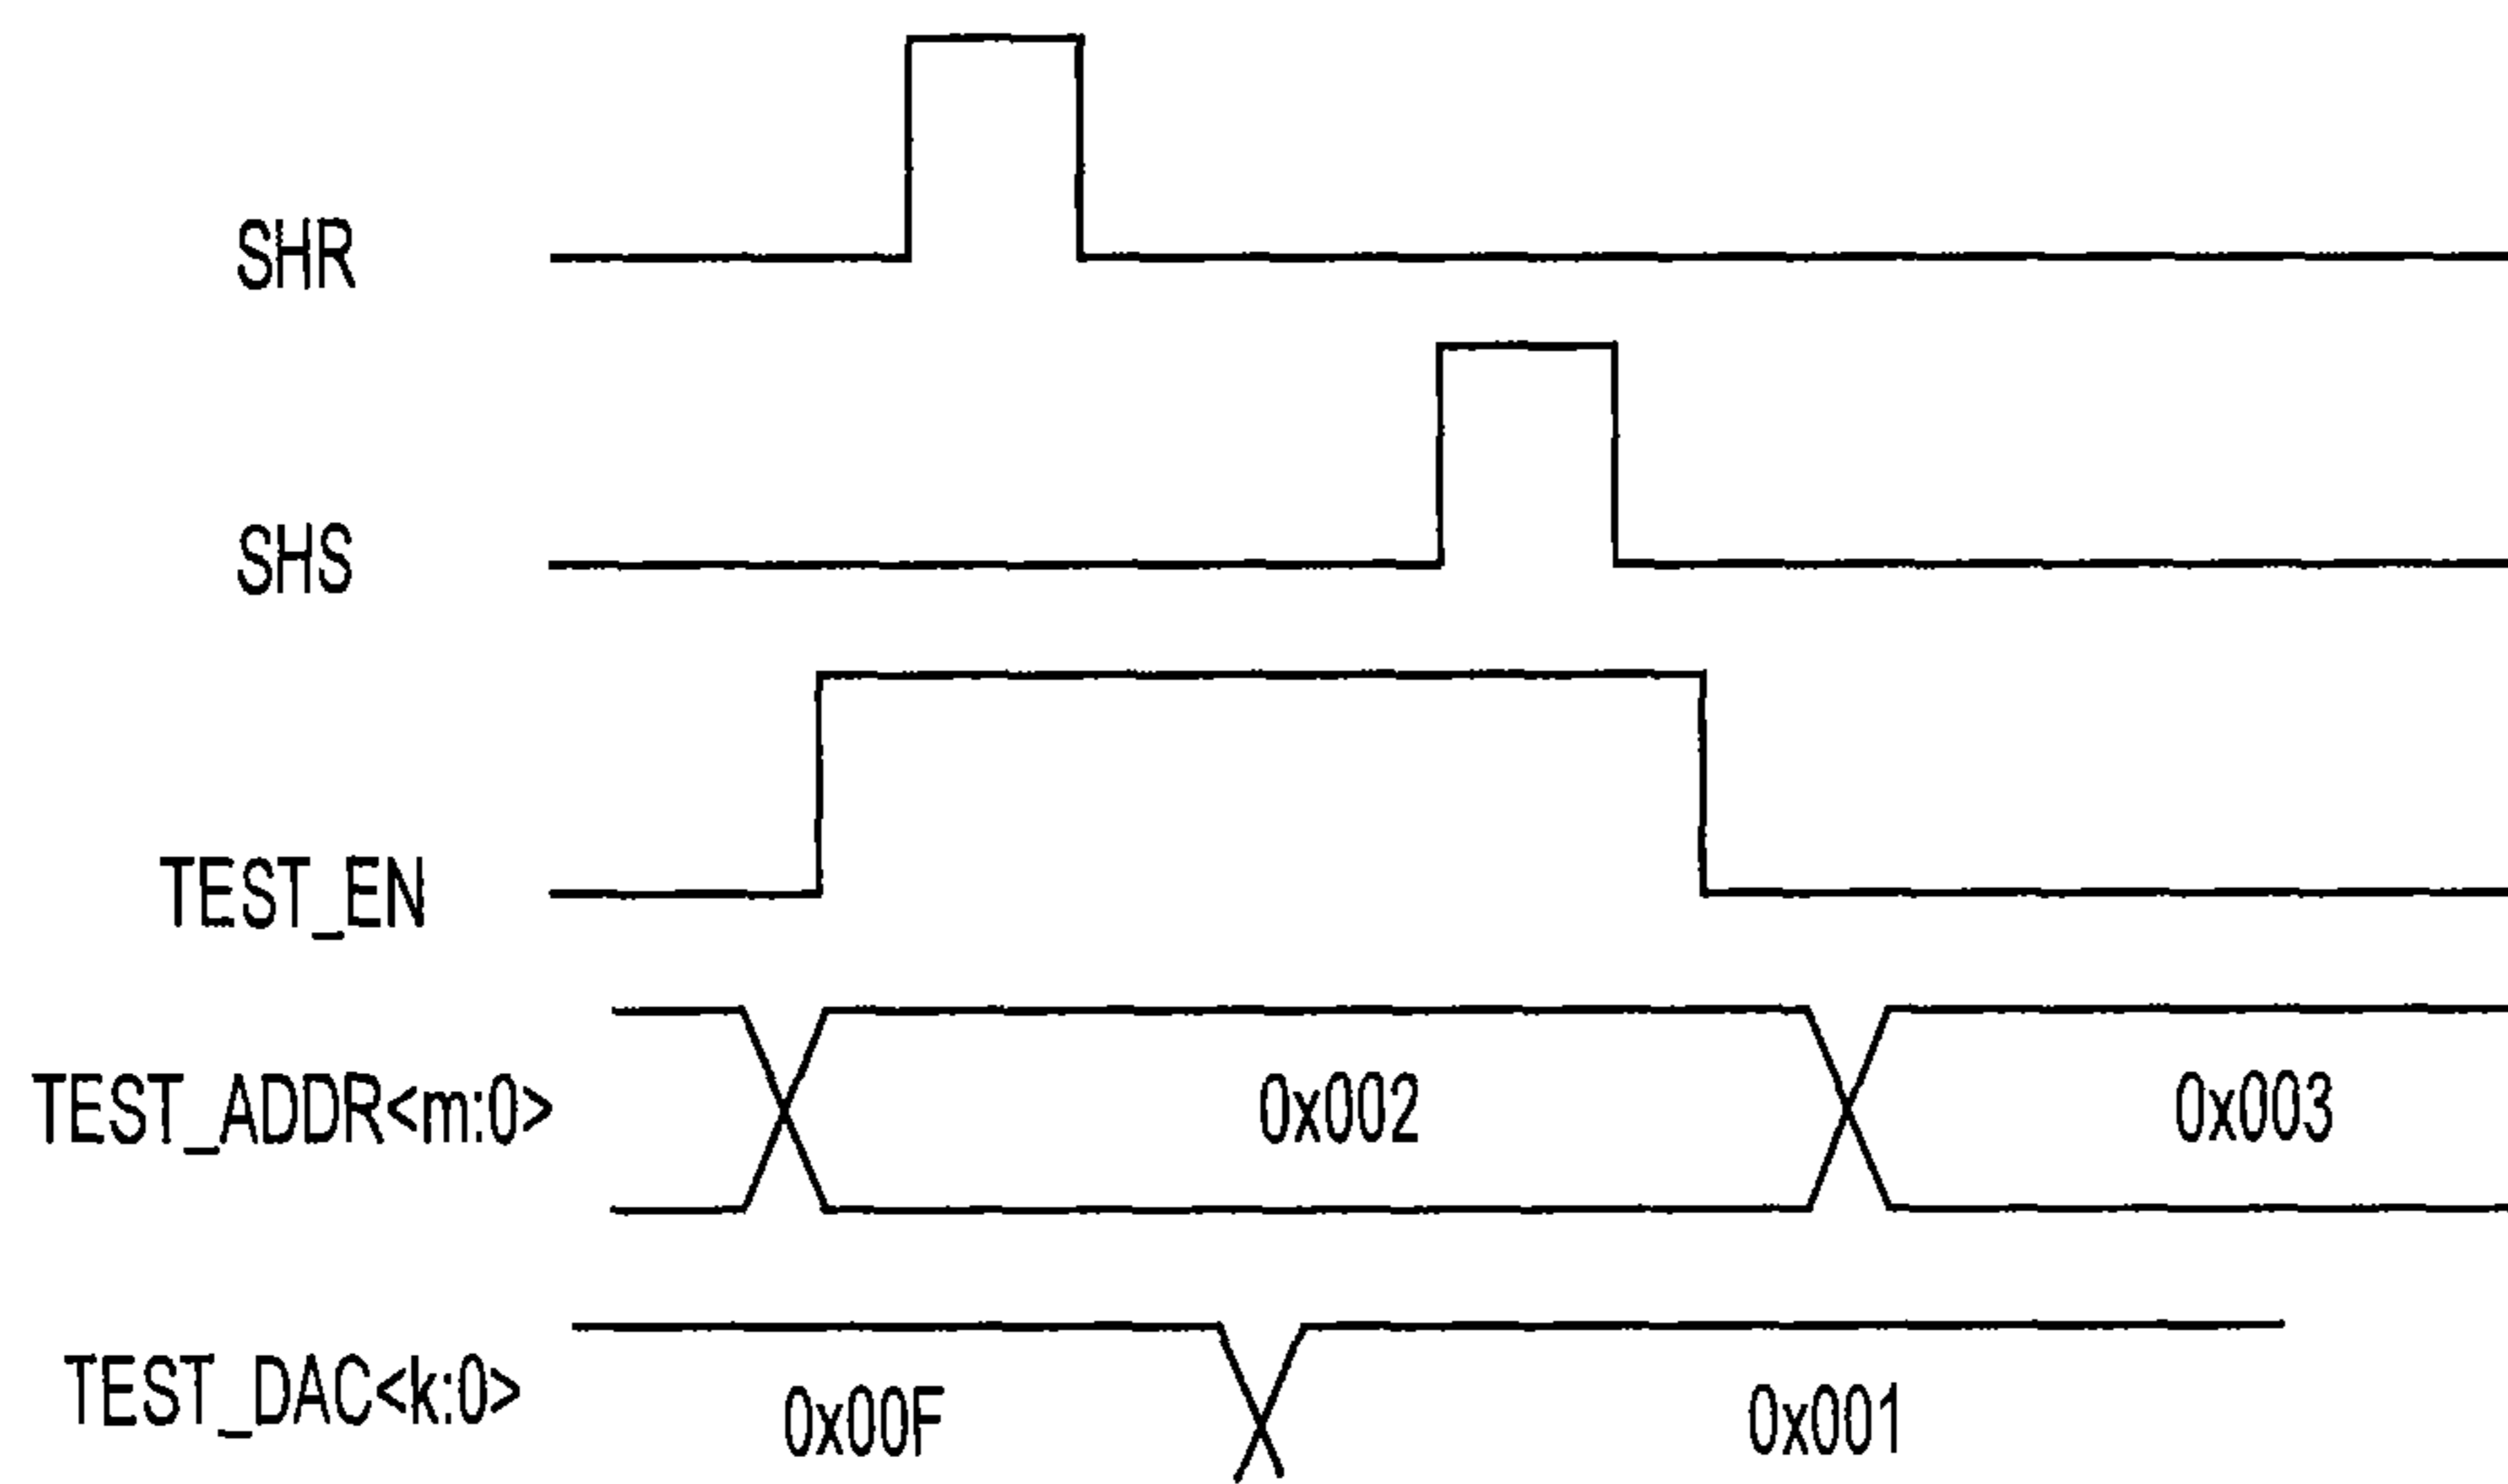 SHR
SHS
TEST_EN
TEST_ADDR<m:0> 0x002 0x003
TEST_DAC<k:0> 0x00F 0x001